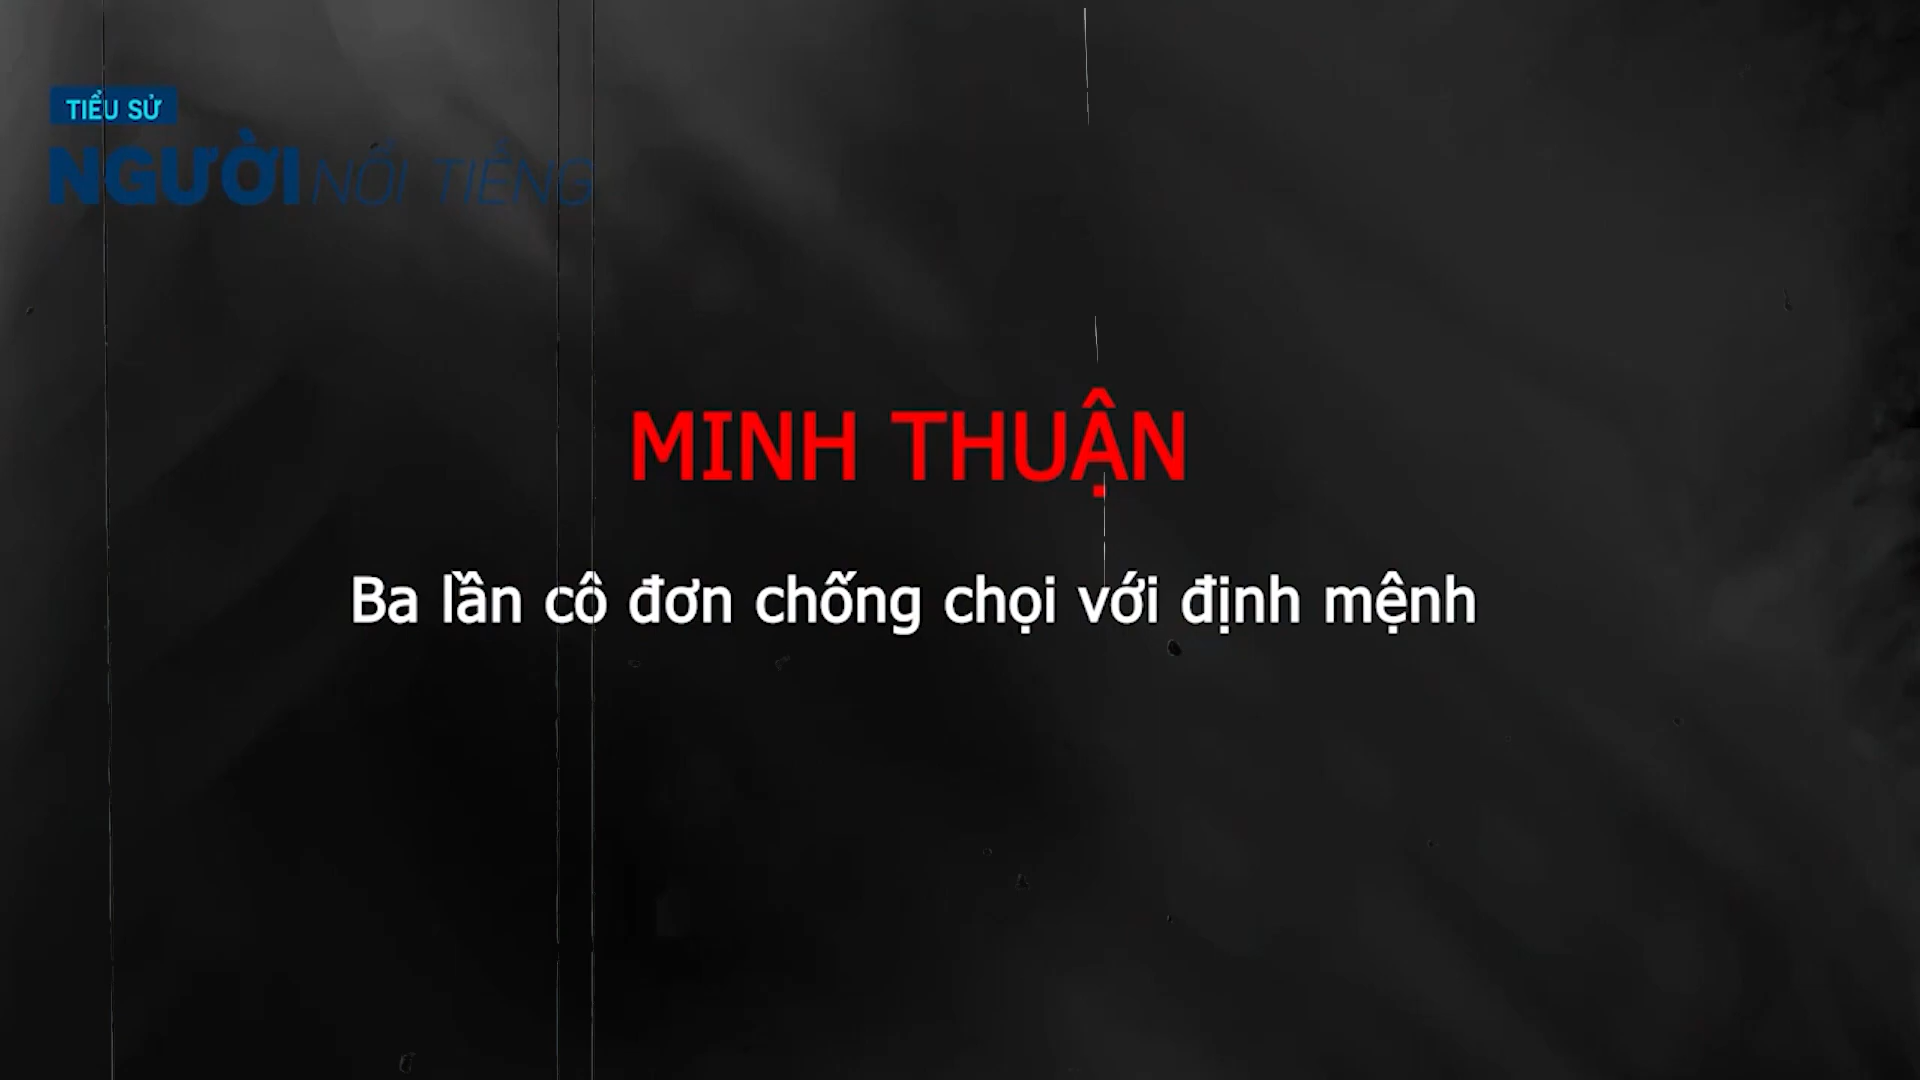 TIỂU SỬ
NGƯỜI NỔI TIẾNG
MINH THUẬN
Ba lần cô đơn chống chọi với định mệnh